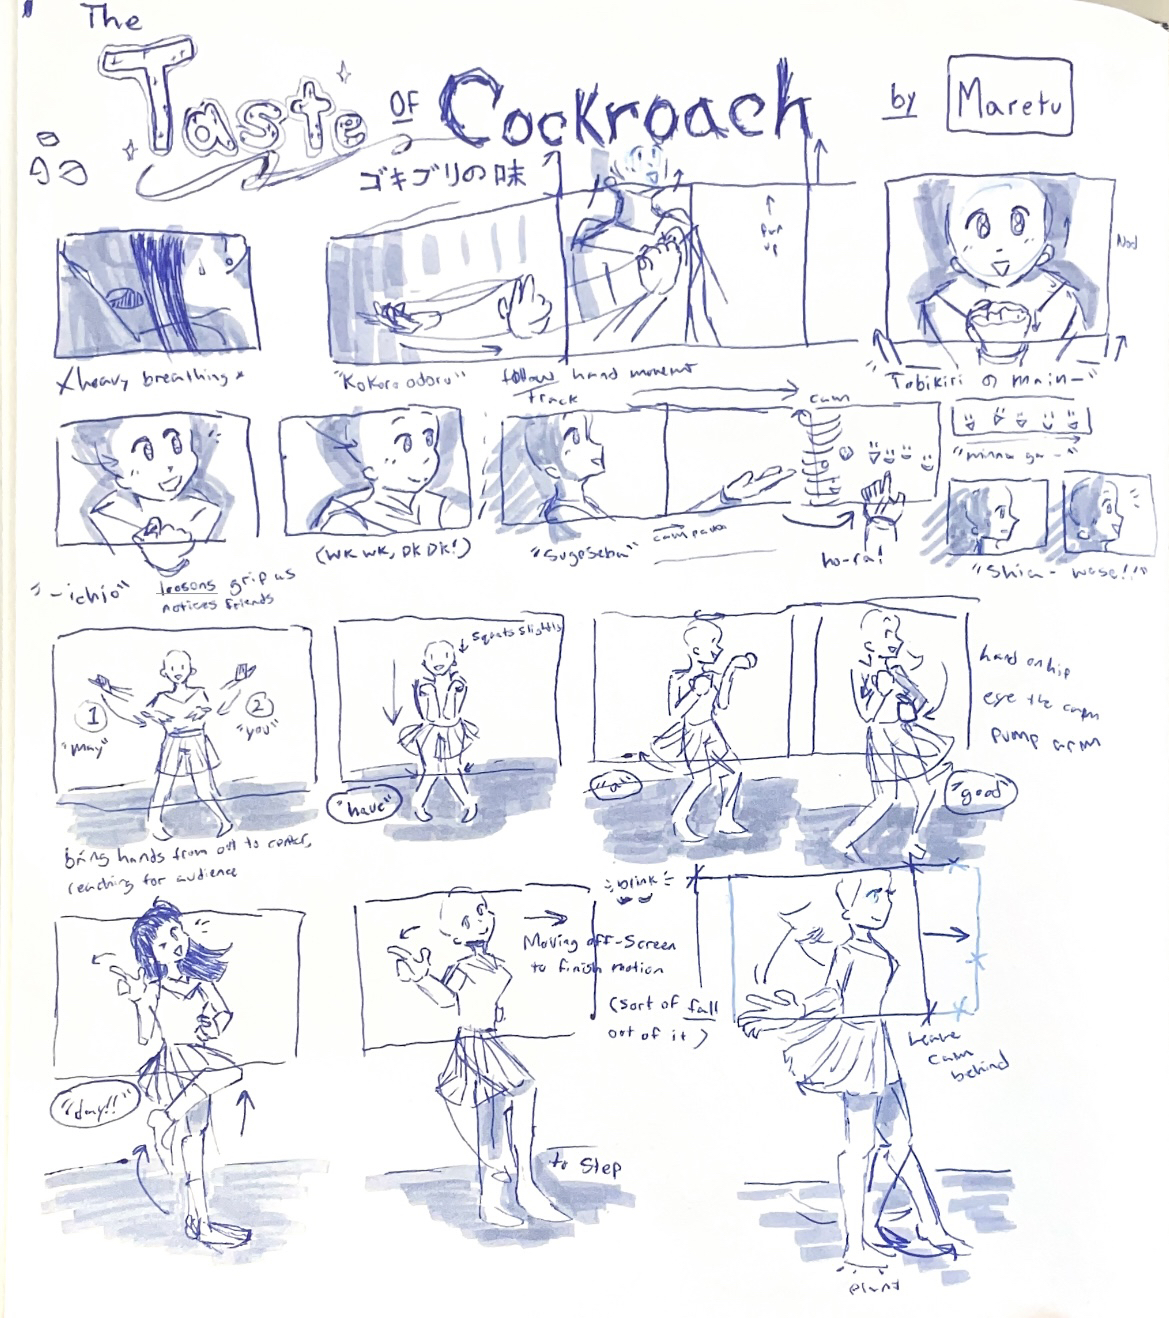 The
Taste OF Cockroach by Maretu
ゴキブリの味
pan
up
Nod
*heavy breathing*
"Kokoro odoru"
follow hand movement
track
"Tobikiri no main-"
cam
"minna ga-"
"-ichio"
loosens grip as
notices friends
(WK WK, DK DK!)
"Sugoseba"
cam pan
ho-ra!
"Shia- wase!!"
1
"may"
2
"you"
Squats slightly
"have"
"a"
"good"
hand on hip
eye the cam
pump arm
bring hands from out to center,
reaching for audience
blink
"day!!"
Moving off-Screen
to finish motion
(Sort of fall
out of it)
to Step
Leave
cam
behind
plant